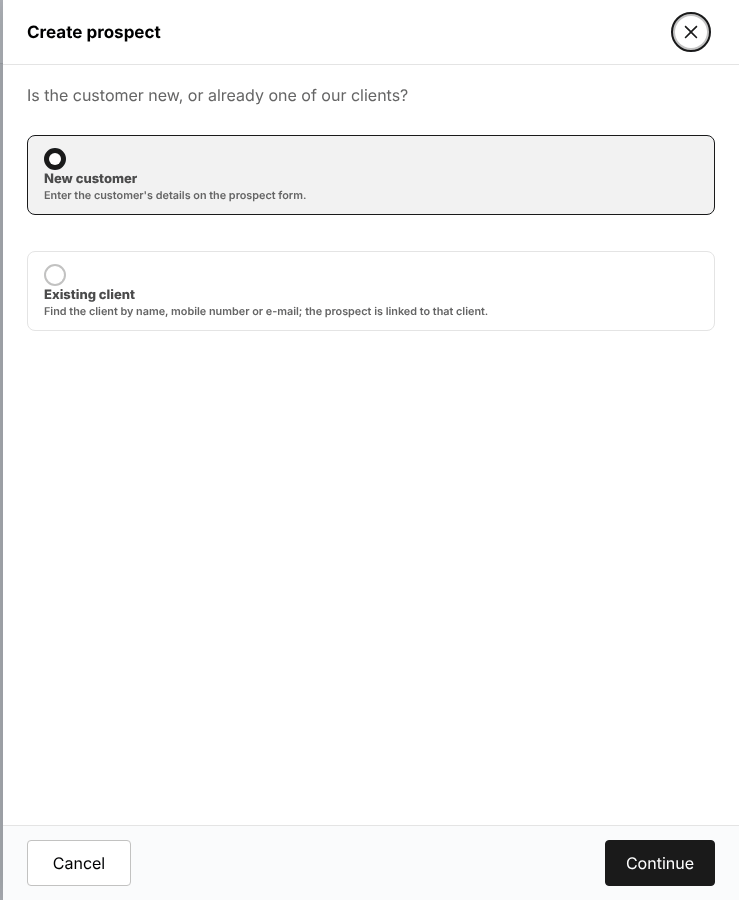 Create prospect
Is the customer new, or already one of our clients?
New customer
Enter the customer's details on the prospect form.
Existing client
Find the client by name, mobile number or e-mail; the prospect is linked to that client.
Cancel
Continue